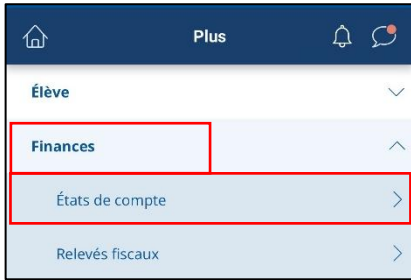 Plus
Élève
Finances
États de compte
Relevés fiscaux